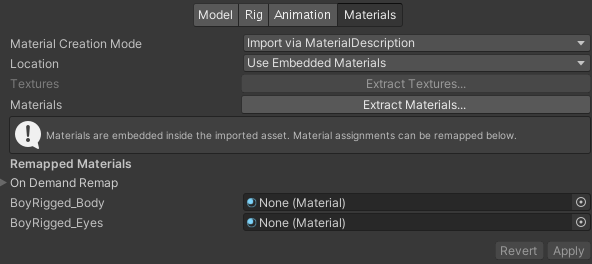 Model Rig Animation Materials
Material Creation Mode Import via MaterialDescription
Location Use Embedded Materials
Textures Extract Textures...
Materials Extract Materials...
Materials are embedded inside the imported asset. Material assignments can be remapped below.
Remapped Materials
On Demand Remap
BoyRigged_Body None (Material)
BoyRigged_Eyes None (Material)
Revert Apply